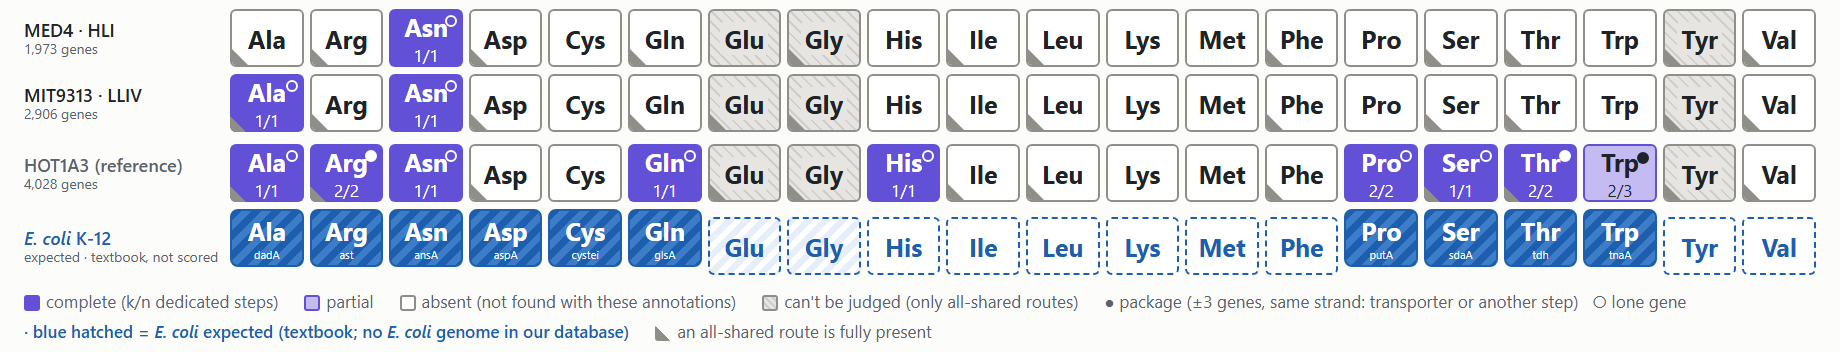 MED4 · HLI
1,973 genes
Ala Arg Asn Asp Cys Gln Glu Gly His Ile Leu Lys Met Phe Pro Ser Thr Trp Tyr Val
1/1
MIT9313 · LLIV
2,906 genes
Ala Arg Asn Asp Cys Gln Glu Gly His Ile Leu Lys Met Phe Pro Ser Thr Trp Tyr Val
1/1 1/1
HOT1A3 (reference)
4,028 genes
Ala Arg Asn Asp Cys Gln Glu Gly His Ile Leu Lys Met Phe Pro Ser Thr Trp Tyr Val
1/1 2/2 1/1 1/1 1/1 2/2 1/1 2/2 2/3
E. coli K-12
expected · textbook, not scored
Ala Arg Asn Asp Cys Gln Glu Gly His Ile Leu Lys Met Phe Pro Ser Thr Trp Tyr Val
dadA ast ansA aspA cystei glsA putA sdaA tdh tnaA
complete (k/n dedicated steps) partial absent (not found with these annotations) can't be judged (only all-shared routes) package (±3 genes, same strand: transporter or another step) lone gene
· blue hatched = E. coli expected (textbook; no E. coli genome in our database) an all-shared route is fully present